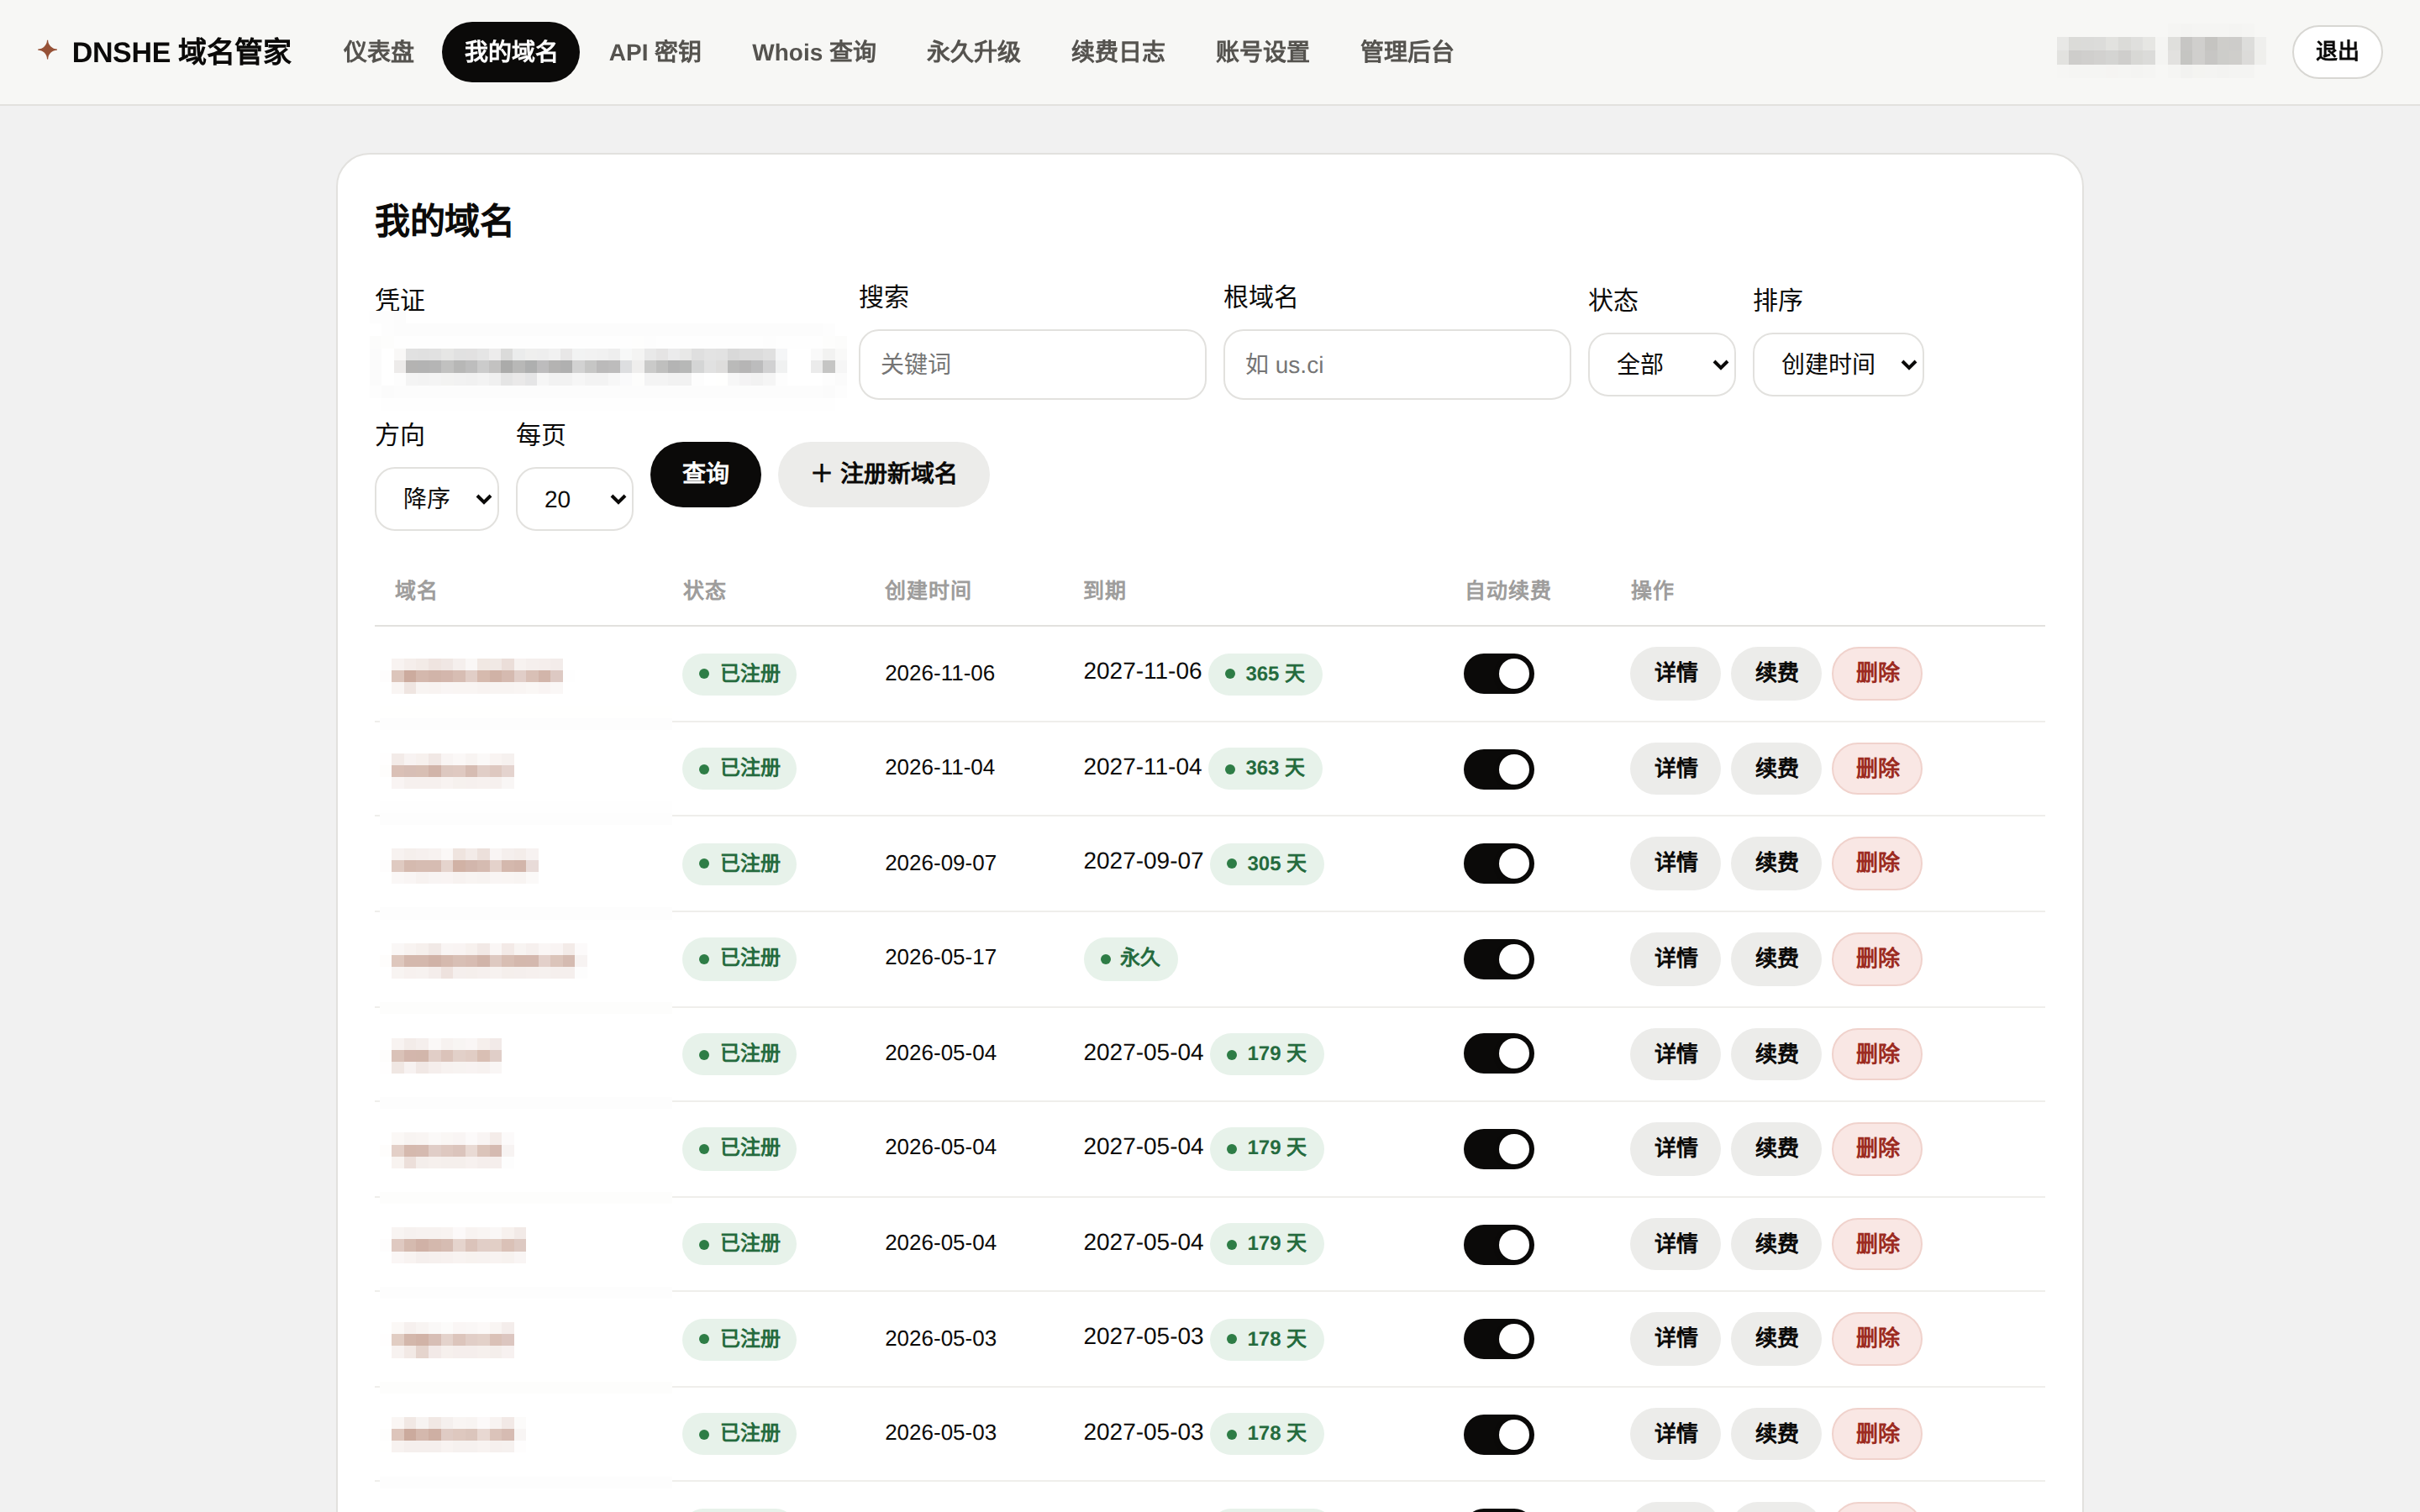 ✦ DNSHE 域名管家 仪表盘 我的域名 API 密钥 Whois 查询 永久升级 续费日志 账号设置 管理后台 退出
我的域名
凭证 搜索 根域名 状态 排序
关键词 如 us.ci 全部 创建时间
方向 每页
降序 20 查询 ＋ 注册新域名
域名 状态 创建时间 到期 自动续费 操作
已注册 2026-11-06 2027-11-06 365 天 详情 续费 删除
已注册 2026-11-04 2027-11-04 363 天 详情 续费 删除
已注册 2026-09-07 2027-09-07 305 天 详情 续费 删除
已注册 2026-05-17 永久 详情 续费 删除
已注册 2026-05-04 2027-05-04 179 天 详情 续费 删除
已注册 2026-05-04 2027-05-04 179 天 详情 续费 删除
已注册 2026-05-04 2027-05-04 179 天 详情 续费 删除
已注册 2026-05-03 2027-05-03 178 天 详情 续费 删除
已注册 2026-05-03 2027-05-03 178 天 详情 续费 删除